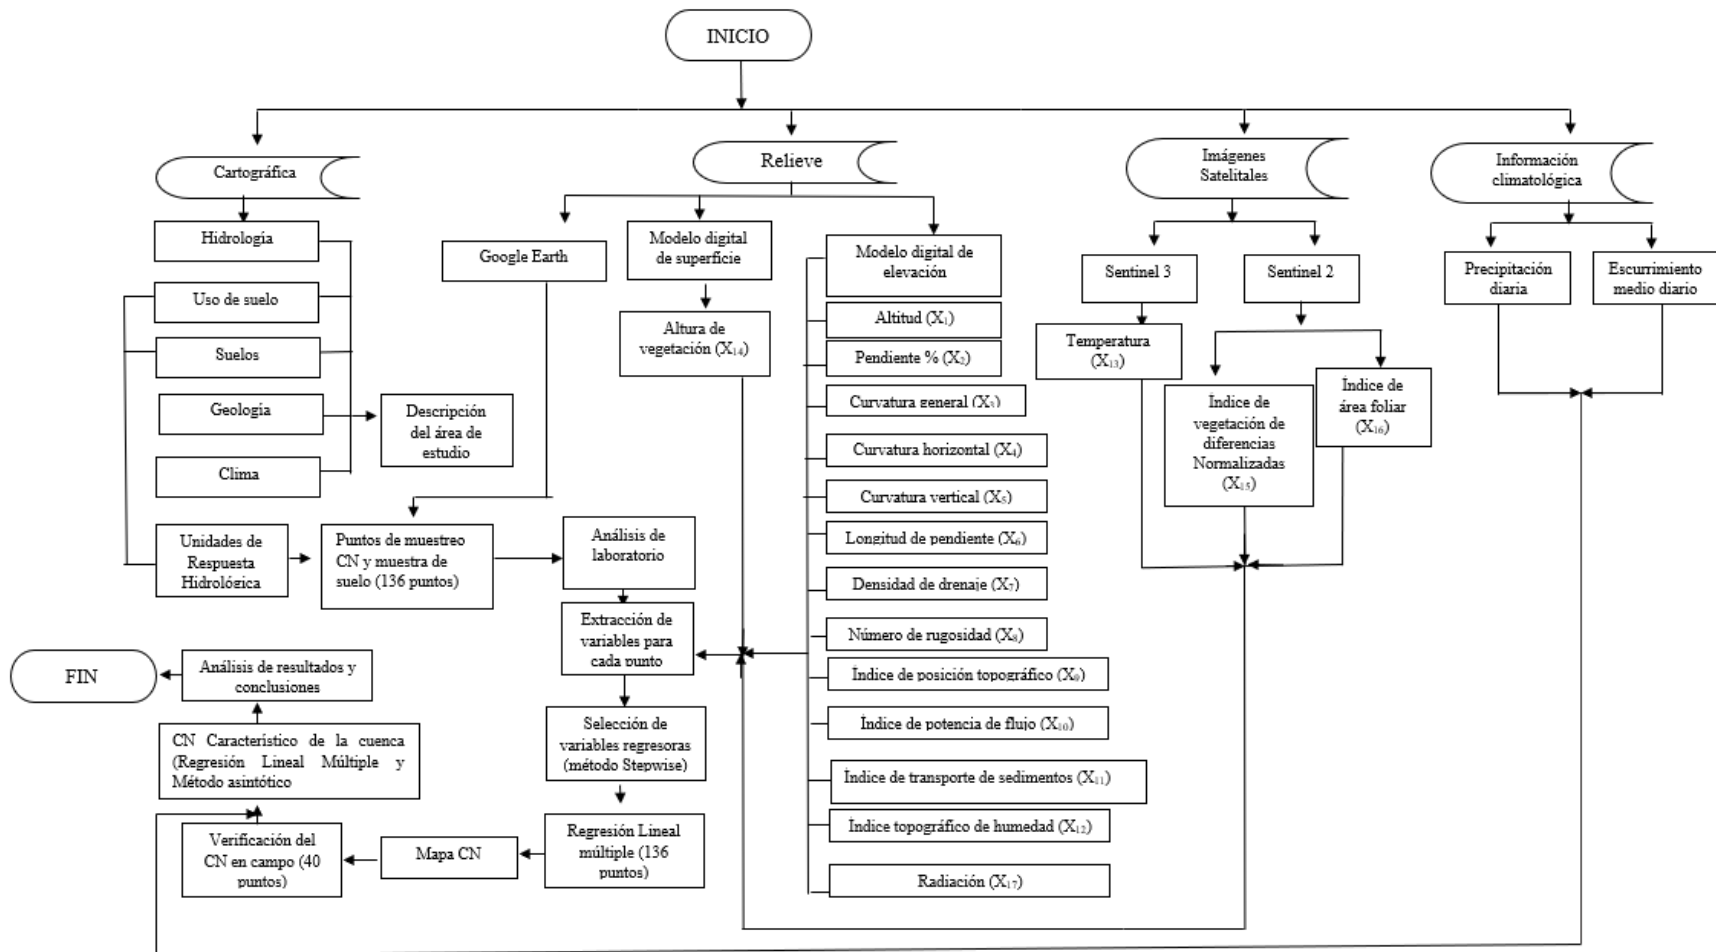 INICIO
Cartográfica
Relieve
Imágenes
Satelitales
Información
climatológica
Hidrología
Uso de suelo
Suelos
Geología
Clima
Descripción
del área de
estudio
Unidades de
Respuesta
Hidrológica
Google Earth
Modelo digital
de superficie
Altura de
vegetación (X₁₄)
Modelo digital de
elevación
Altitud (X₁)
Pendiente % (X₂)
Curvatura general (X₃)
Curvatura horizontal (X₄)
Curvatura vertical (X₅)
Longitud de pendiente (X₆)
Densidad de drenaje (X₇)
Número de rugosidad (X₈)
Índice de posición topográfico (X₉)
Índice de potencia de flujo (X₁₀)
Índice de transporte de sedimentos (X₁₁)
Índice topográfico de humedad (X₁₂)
Radiación (X₁₇)
Sentinel 3
Sentinel 2
Temperatura
(X₁₃)
Índice de
vegetación de
diferencias
Normalizadas
(X₁₅)
Índice de
área foliar
(X₁₆)
Precipitación
diaria
Escurrimiento
medio diario
Puntos de muestreo
CN y muestra de
suelo (136 puntos)
Análisis de
laboratorio
Extracción de
variables para
cada punto
Selección de
variables regresoras
(método Stepwise)
Regresión Lineal
múltiple (136
puntos)
Mapa CN
Verificación del
CN en campo (40
puntos)
CN Característico de la cuenca
(Regresión Lineal Múltiple y
Método asintótico
Análisis de resultados y
conclusiones
FIN